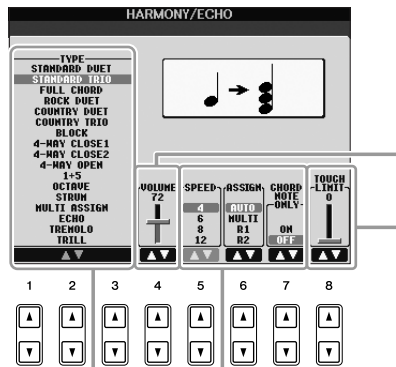 HARMONY/ECHO
TYPE
STANDARD DUET
STANDARD TRIO
FULL CHORD
ROCK DUET
COUNTRY DUET
COUNTRY TRIO
BLOCK
4-WAY CLOSE1
4-WAY CLOSE2
4-WAY OPEN
1+5
OCTAVE
STRUM
MULTI ASSIGN
ECHO
TREMOLO
TRILL
VOLUME
72
SPEED
4
6
8
12
ASSIGN
AUTO
MULTI
R1
R2
CHORD
NOTE
ONLY
ON
OFF
TOUCH
LIMIT
0
1 2 3 4 5 6 7 8